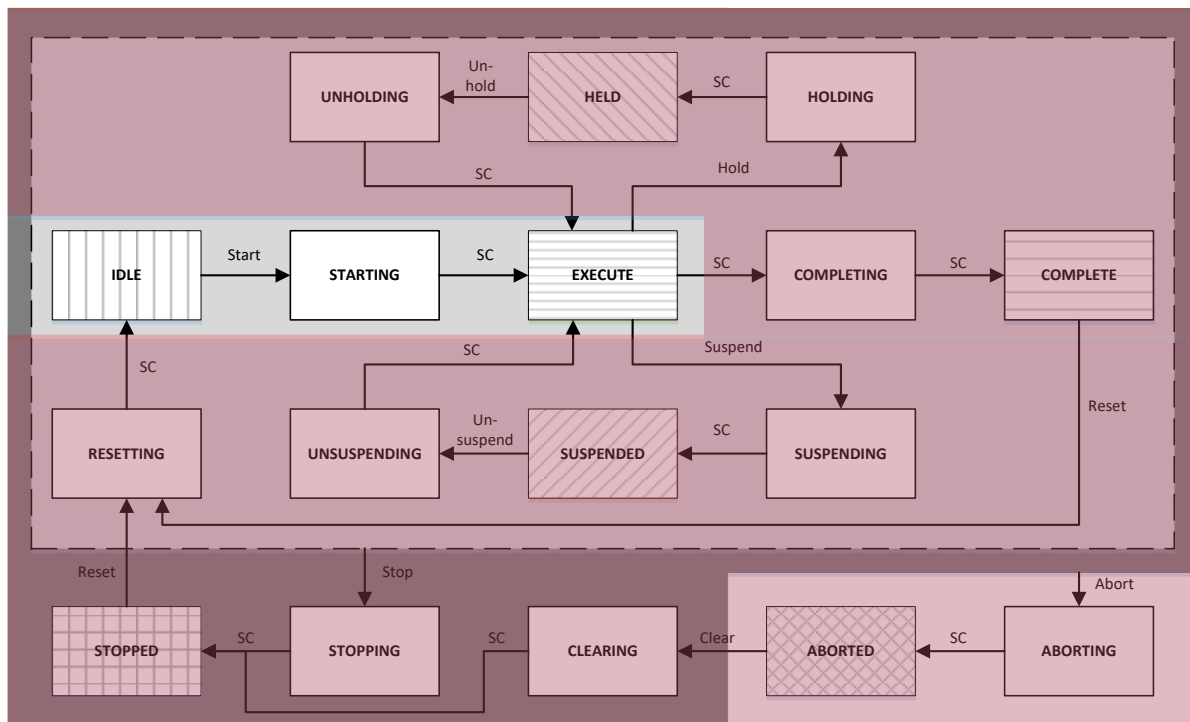 Un-
hold
UNHOLDING
HELD
SC
HOLDING
SC
Hold
IDLE
Start
STARTING
SC
EXECUTE
SC
COMPLETING
SC
COMPLETE
SC
SC
Suspend
Reset
RESETTING
UNSUSPENDING
Un-
suspend
SUSPENDED
SC
SUSPENDING
Reset
Stop
Abort
STOPPED
SC
STOPPING
SC
CLEARING
Clear
ABORTED
SC
ABORTING